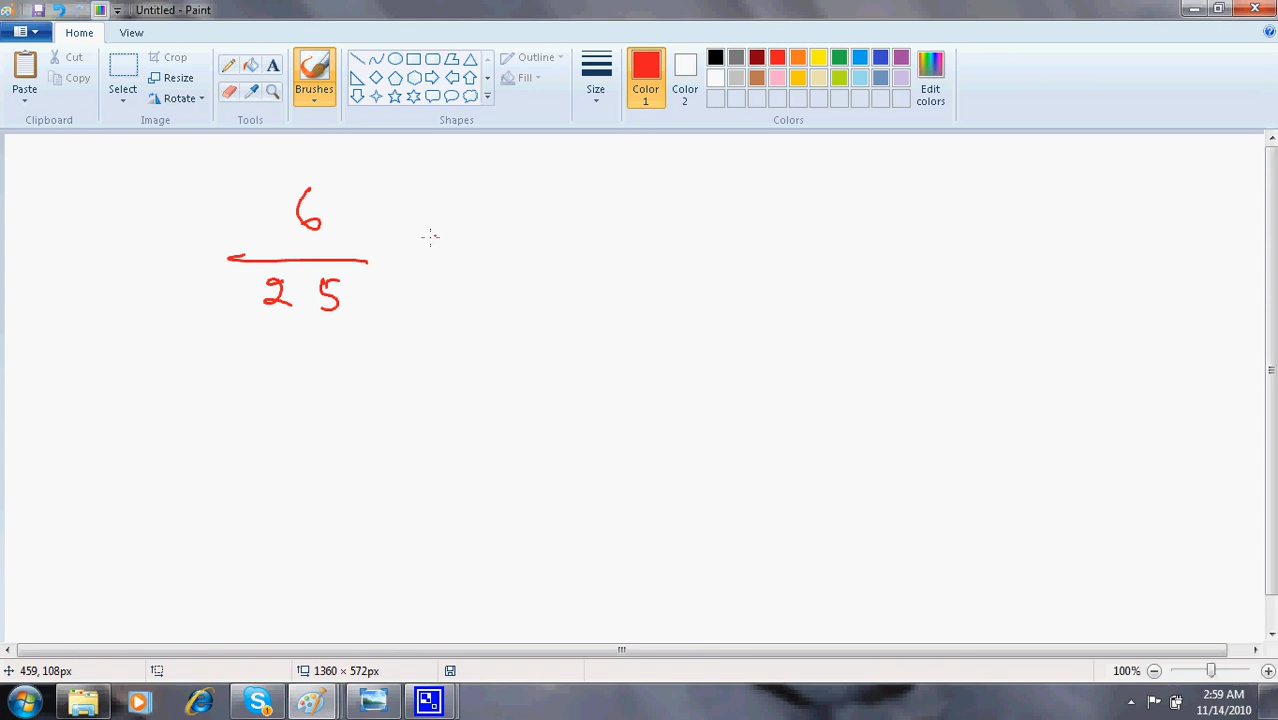 Untitled - Paint
Home View
Paste
Cut
Copy
Clipboard
Select
Crop
Resize
Rotate
Image
A
Tools
Brushes
Outline
Fill
Shapes
Size
Color 1
Color 2
Edit colors
Colors
6
2 5
459, 108px
1360 × 572px
100%
2:59 AM
11/14/2010